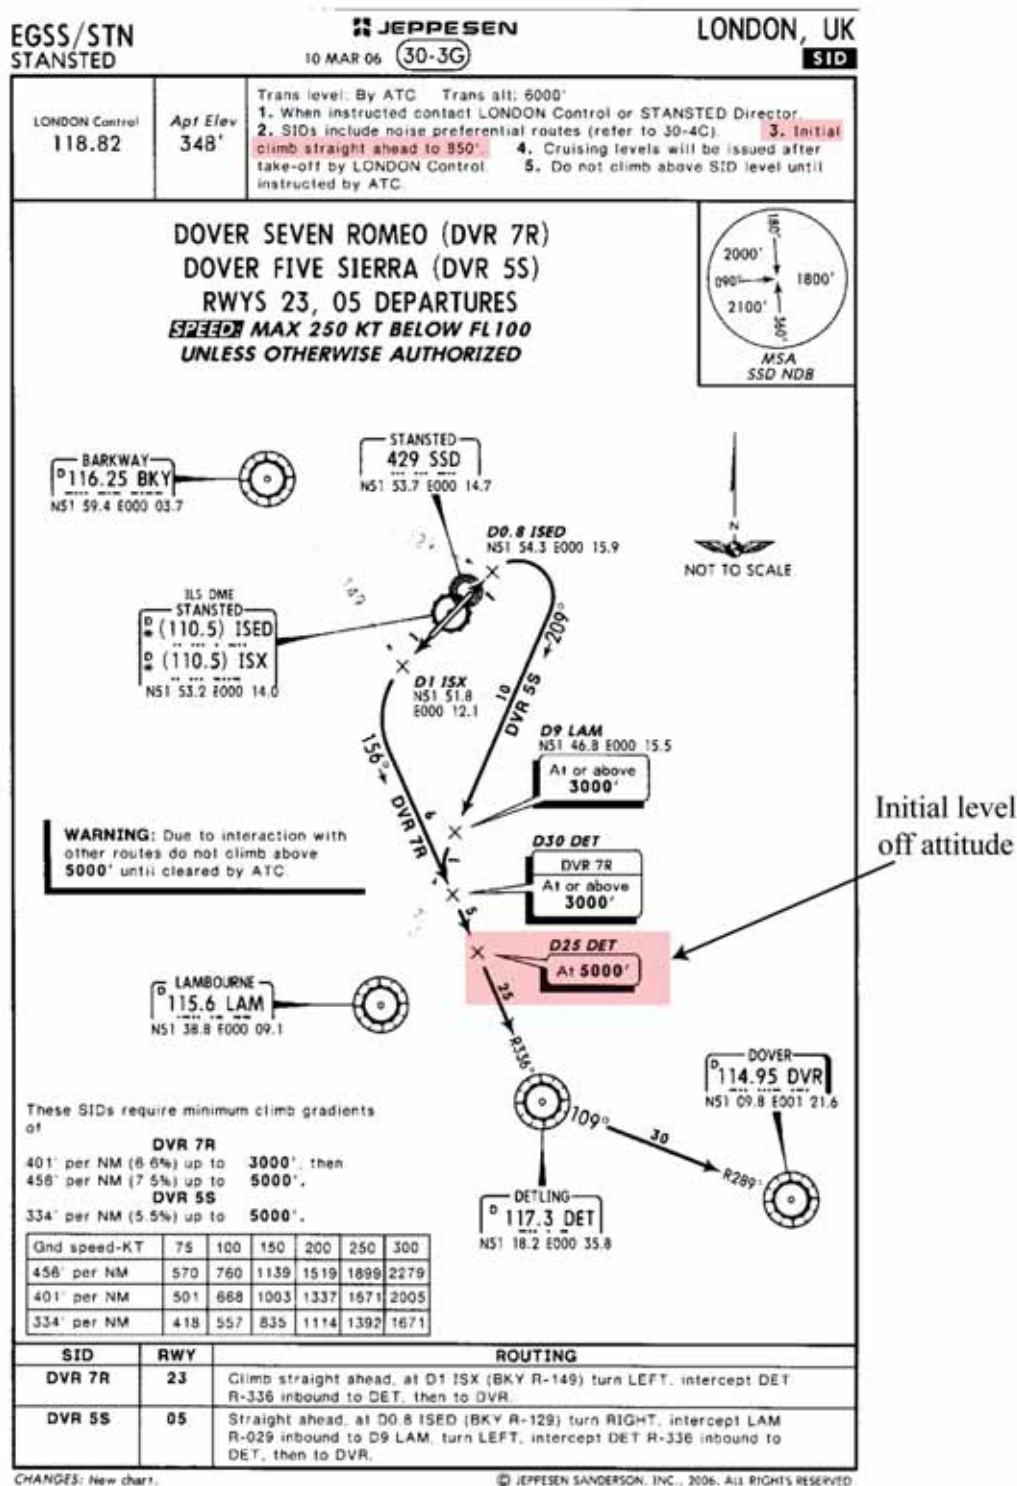 EGSS/STN
STANSTED
JEPPESEN
10 MAR 06 30-3G
LONDON, UK
SID
LONDON Control
118.82
Apt Elev
348'
Trans level: By ATC Trans alt: 6000'
1. When instructed contact LONDON Control or STANSTED Director.
2. SIDs include noise preferential routes (refer to 30-4C). 3. Initial
climb straight ahead to 850'. 4. Cruising levels will be issued after
take-off by LONDON Control. 5. Do not climb above SID level until
instructed by ATC.
DOVER SEVEN ROMEO (DVR 7R)
DOVER FIVE SIERRA (DVR 5S)
RWYS 23, 05 DEPARTURES
SPEED: MAX 250 KT BELOW FL100
UNLESS OTHERWISE AUTHORIZED
180°
2000'
090°
1800'
2100'
360°
MSA
SSD NDB
BARKWAY
D 116.25 BKY
N51 59.4 E000 03.7
STANSTED
429 SSD
N51 53.7 E000 14.7
D0.8 ISED
N51 54.3 E000 15.9
N
NOT TO SCALE
ILS DME
STANSTED
D (110.5) ISED
D (110.5) ISX
N51 53.2 E000 14.0
1
1
D1 ISX
N51 51.8
E000 12.1
209°
10
DVR 5S
156°
DVR 7R
6
D9 LAM
N51 46.8 E000 15.5
At or above
3000'
Initial level
off attitude
WARNING: Due to interaction with
other routes do not climb above
5000' until cleared by ATC.
1
D30 DET
DVR 7R
At or above
3000'
5
D25 DET
At 5000'
25
R336°
LAMBOURNE
D 115.6 LAM
N51 38.8 E000 09.1
DOVER
D 114.95 DVR
N51 09.8 E001 21.6
109°
30
R289°
DETLING
D 117.3 DET
N51 18.2 E000 35.8
These SIDs require minimum climb gradients
of
DVR 7R
401' per NM (6.6%) up to 3000', then
456' per NM (7.5%) up to 5000'.
DVR 5S
334' per NM (5.5%) up to 5000'.
Gnd speed-KT 75 100 150 200 250 300
456' per NM 570 760 1139 1519 1899 2279
401' per NM 501 668 1003 1337 1671 2005
334' per NM 418 557 835 1114 1392 1671
SID RWY ROUTING
DVR 7R 23 Climb straight ahead, at D1 ISX (BKY R-149) turn LEFT, intercept DET
R-336 inbound to DET, then to DVR.
DVR 5S 05 Straight ahead, at D0.8 ISED (BKY R-129) turn RIGHT, intercept LAM
R-029 inbound to D9 LAM, turn LEFT, intercept DET R-336 inbound to
DET, then to DVR.
CHANGES: New chart.
© JEPPESEN SANDERSON, INC., 2006. ALL RIGHTS RESERVED